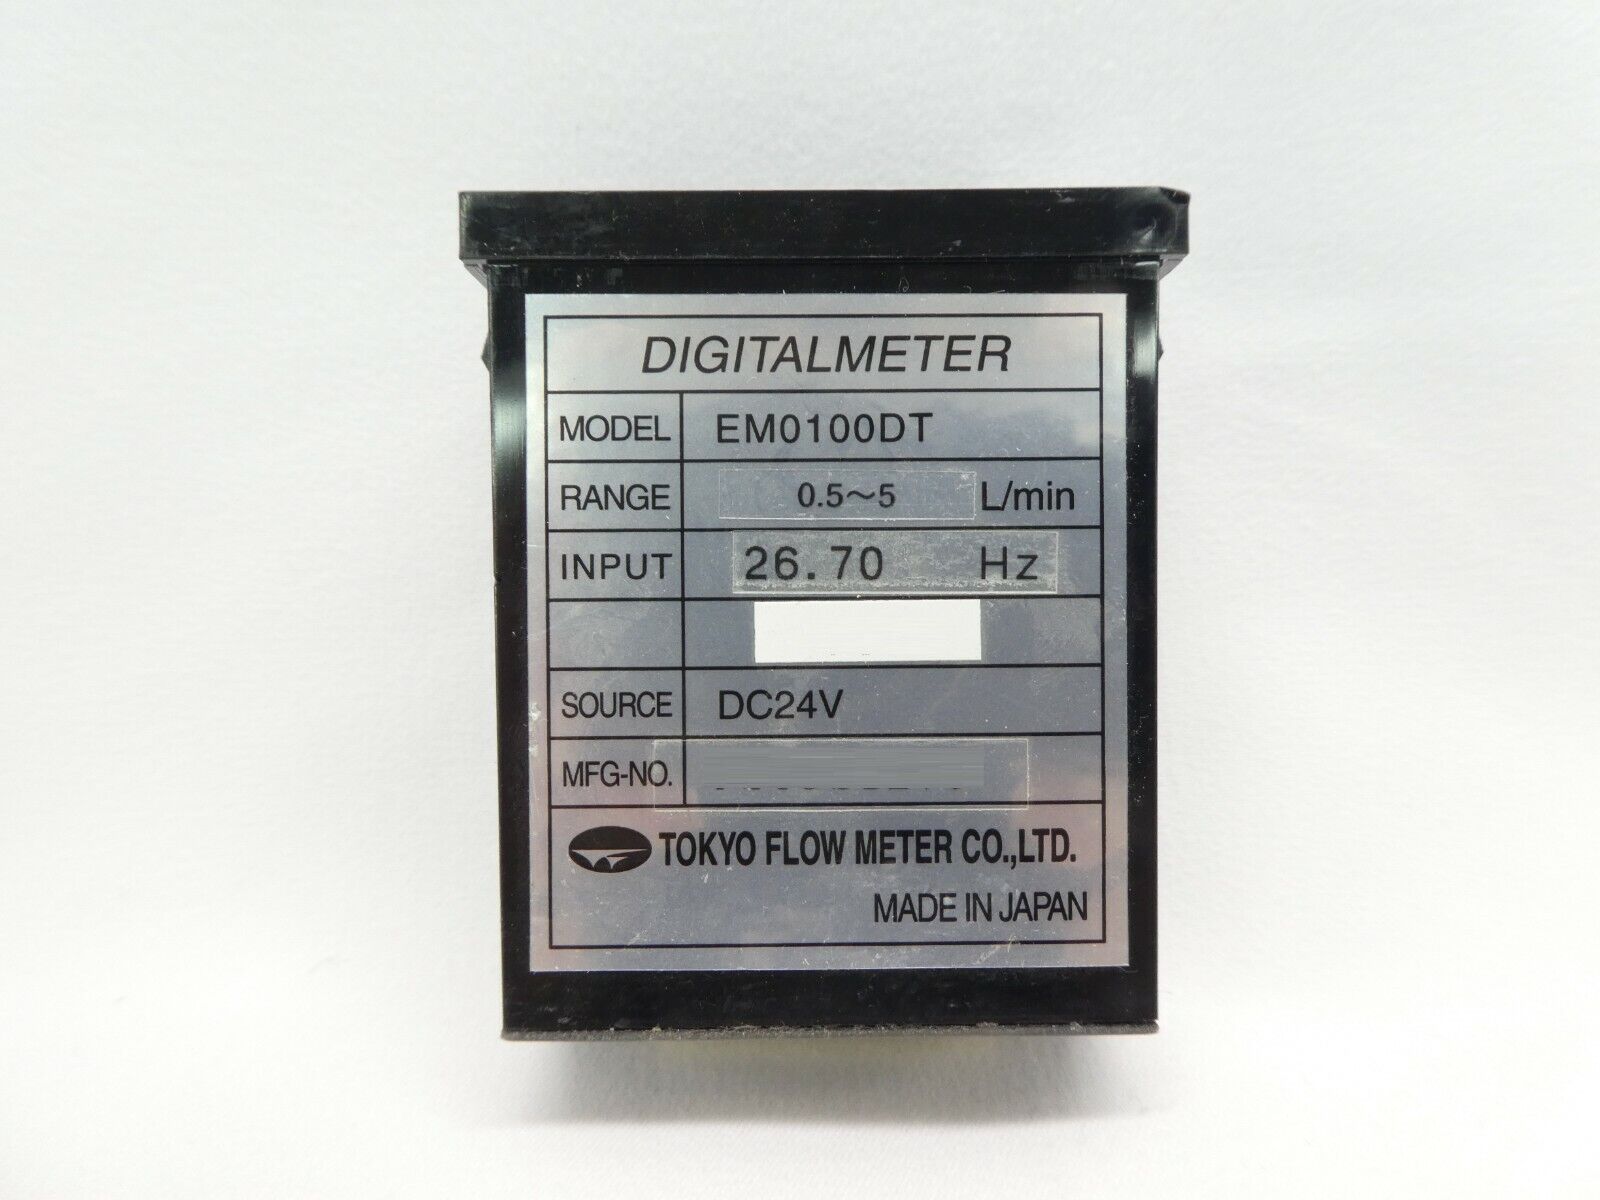 DIGITALMETER
MODEL EM0100DT
RANGE 0.5～5 L/min
INPUT 26.70 Hz
SOURCE DC24V
MFG-NO.
TOKYO FLOW METER CO.,LTD.
MADE IN JAPAN